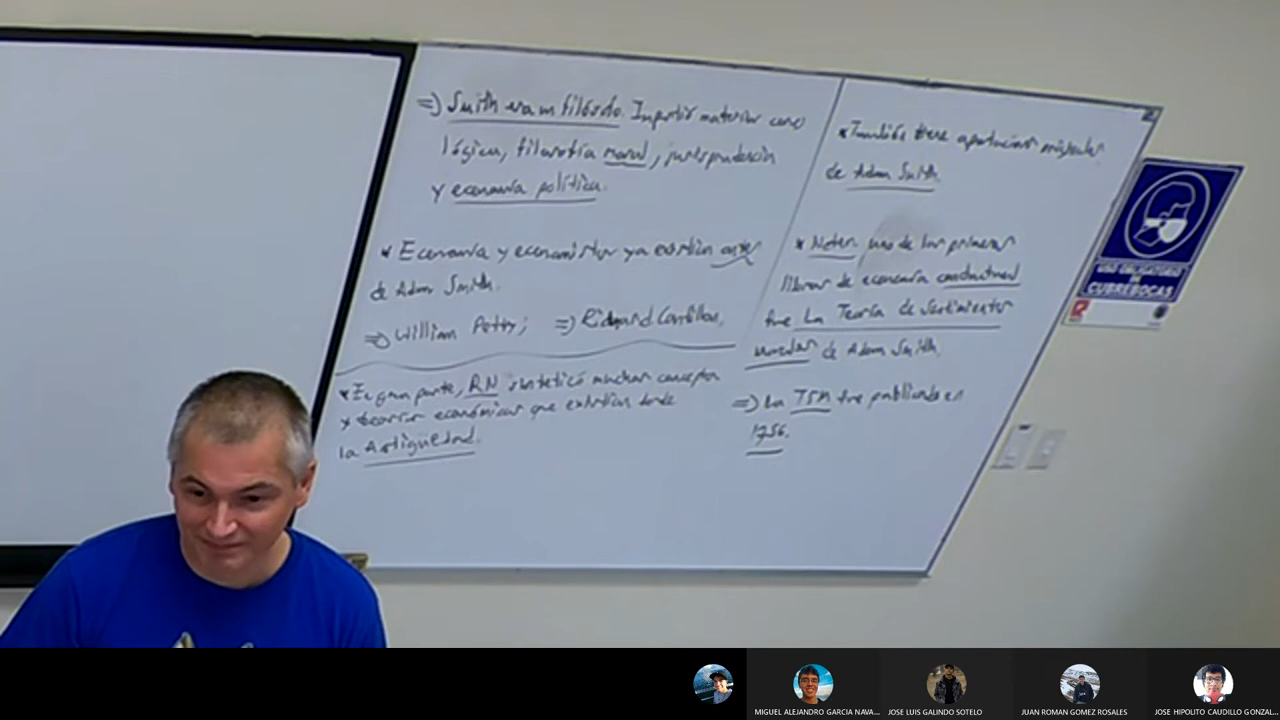 =) Smith era un filósofo. Impartir materias como
lógica, filosofía moral, jurisprudencia
y economía política.
* Economía y economistas ya existían antes
de Adam Smith.
=) William Petty; =) Richard Cantillon.
* En gran parte, RN sintetizó muchos conceptos
y teorías económicas que existían desde
la Antigüedad.
* También tiene aportaciones
de Adam Smith.
* Noten, uno de los primeros
libros de economía conductual
fue La Teoría de Sentimientos
Morales de Adam Smith.
=) La TSM fue publicada en
1756.
USO OBLIGATORIO
DE
CUBREBOCAS
MIGUEL ALEJANDRO GARCIA NAVA...
JOSE LUIS GALINDO SOTELO
JUAN ROMAN GOMEZ ROSALES
JOSE HIPOLITO CAUDILLO GONZAL...